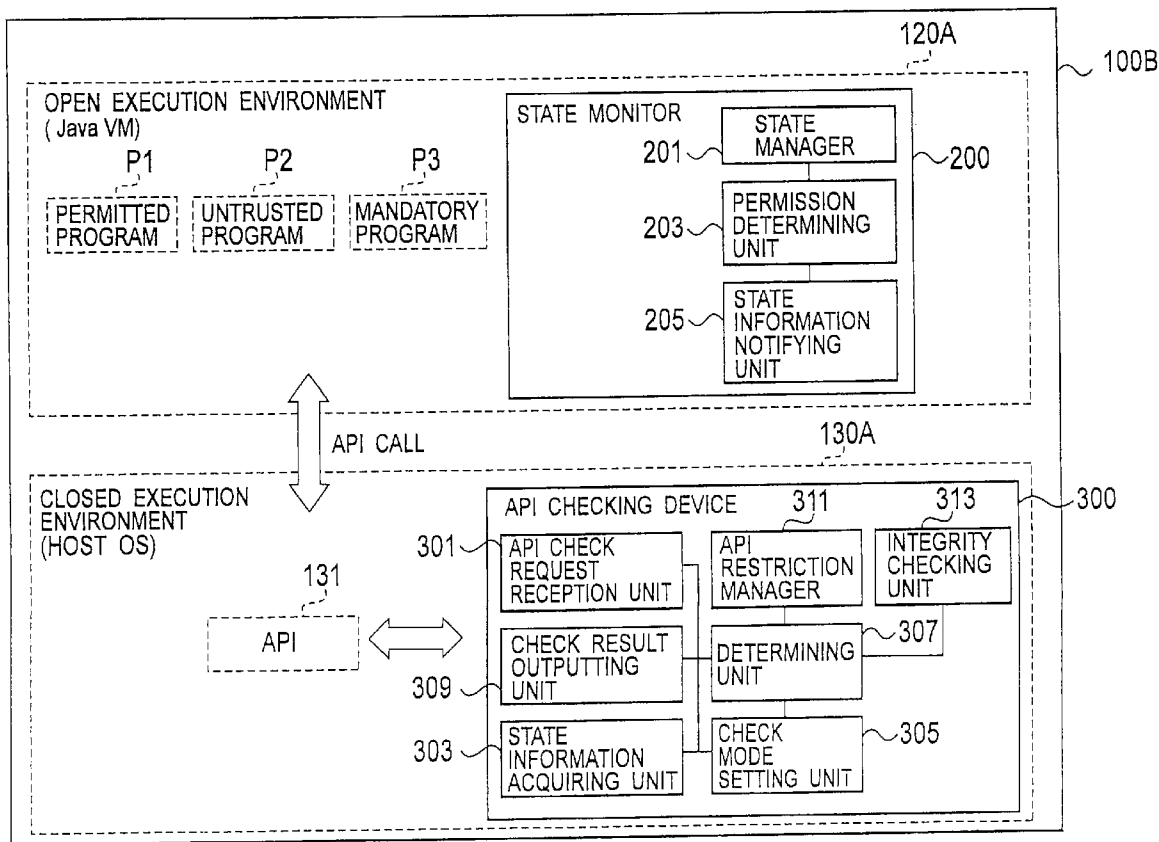 120A
100B
OPEN EXECUTION ENVIRONMENT
( Java VM)
P1
P2
P3
PERMITTED
PROGRAM
UNTRUSTED
PROGRAM
MANDATORY
PROGRAM
STATE MONITOR
STATE
MANAGER
201
200
PERMISSION
DETERMINING
UNIT
203
STATE
INFORMATION
NOTIFYING
UNIT
205
API CALL
130A
CLOSED EXECUTION
ENVIRONMENT
(HOST OS)
131
API
API CHECKING DEVICE
300
301
API CHECK
REQUEST
RECEPTION UNIT
311
API
RESTRICTION
MANAGER
313
INTEGRITY
CHECKING
UNIT
CHECK RESULT
OUTPUTTING
UNIT
309
DETERMINING
UNIT
307
STATE
INFORMATION
ACQUIRING UNIT
303
CHECK
MODE
SETTING UNIT
305